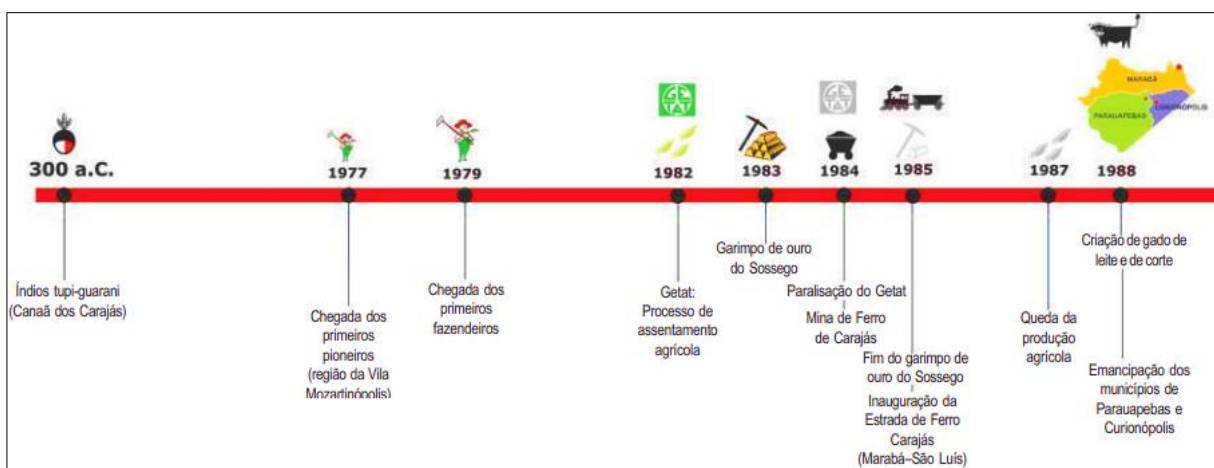 MARABÁ
CURIONÓPOLIS
PARAUAPEBAS
300 a.C.
1977
1979
1982
1983
1984
1985
1987
1988
Índios tupi-guarani
(Canaã dos Carajás)
Chegada dos
primeiros
pioneiros
(região da Vila
Mozartinópolis)
Chegada dos
primeiros
fazendeiros
Getat:
Processo de
assentamento
agrícola
Garimpo de ouro
do Sossego
Paralisação do Getat
Mina de Ferro
de Carajás
Fim do garimpo de
ouro do Sossego
Inauguração da
Estrada de Ferro
Carajás
(Marabá–São Luís)
Queda da
produção
agrícola
Criação de gado de
leite e de corte
Emancipação dos
municípios de
Parauapebas e
Curionópolis